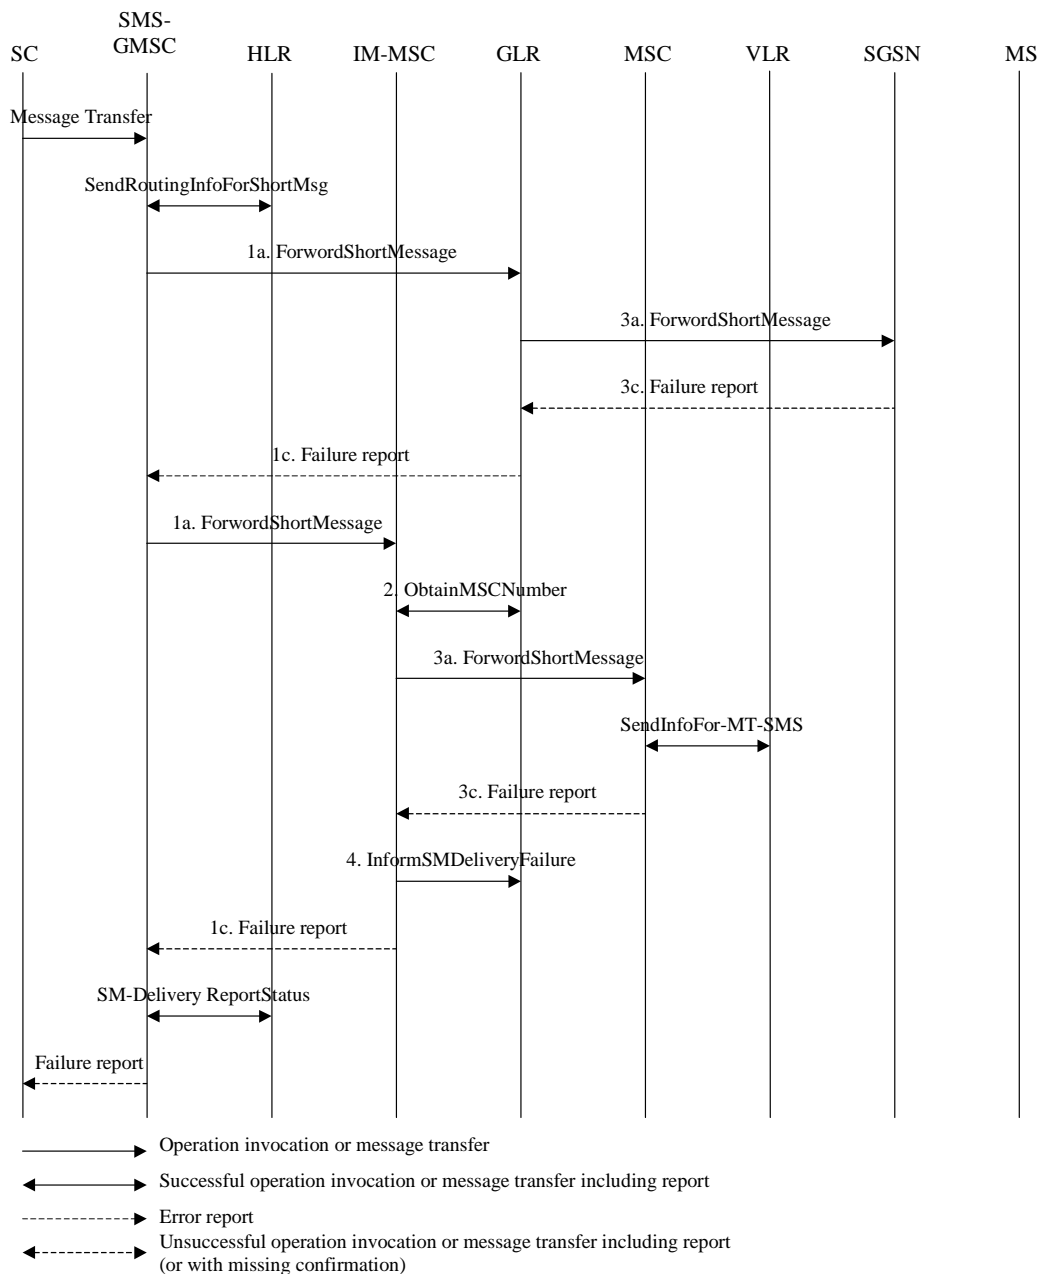 SMS-
GMSC
SC HLR IM-MSC GLR MSC VLR SGSN MS
Message Transfer
SendRoutingInfoForShortMsg
1a. ForwordShortMessage
3a. ForwordShortMessage
3c. Failure report
1c. Failure report
1a. ForwordShortMessage
2. ObtainMSCNumber
3a. ForwordShortMessage
SendInfoFor-MT-SMS
3c. Failure report
4. InformSMDeliveryFailure
1c. Failure report
SM-Delivery ReportStatus
Failure report
Operation invocation or message transfer
Successful operation invocation or message transfer including report
Error report
Unsuccessful operation invocation or message transfer including report
(or with missing confirmation)